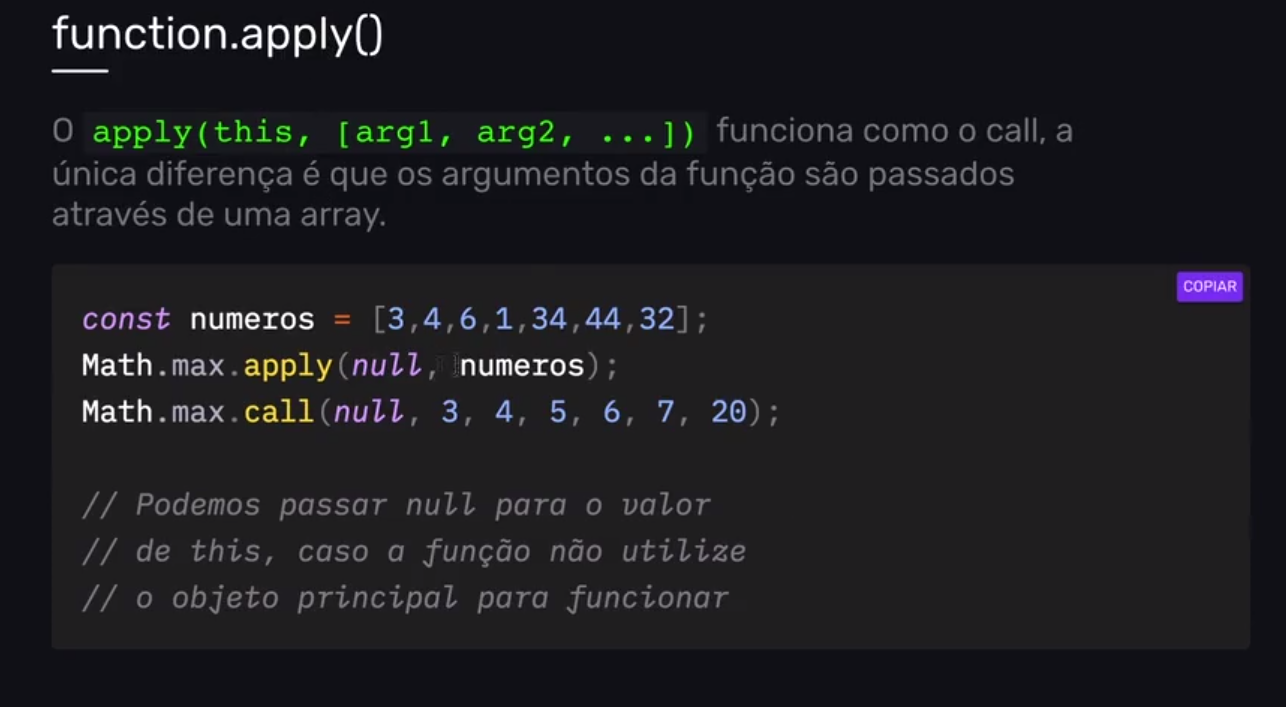 function.apply()
O apply(this, [arg1, arg2, ...]) funciona como o call, a
única diferença é que os argumentos da função são passados
através de uma array.
COPIAR
const numeros = [3,4,6,1,34,44,32];
Math.max.apply(null, numeros);
Math.max.call(null, 3, 4, 5, 6, 7, 20);
// Podemos passar null para o valor
// de this, caso a função não utilize
// o objeto principal para funcionar